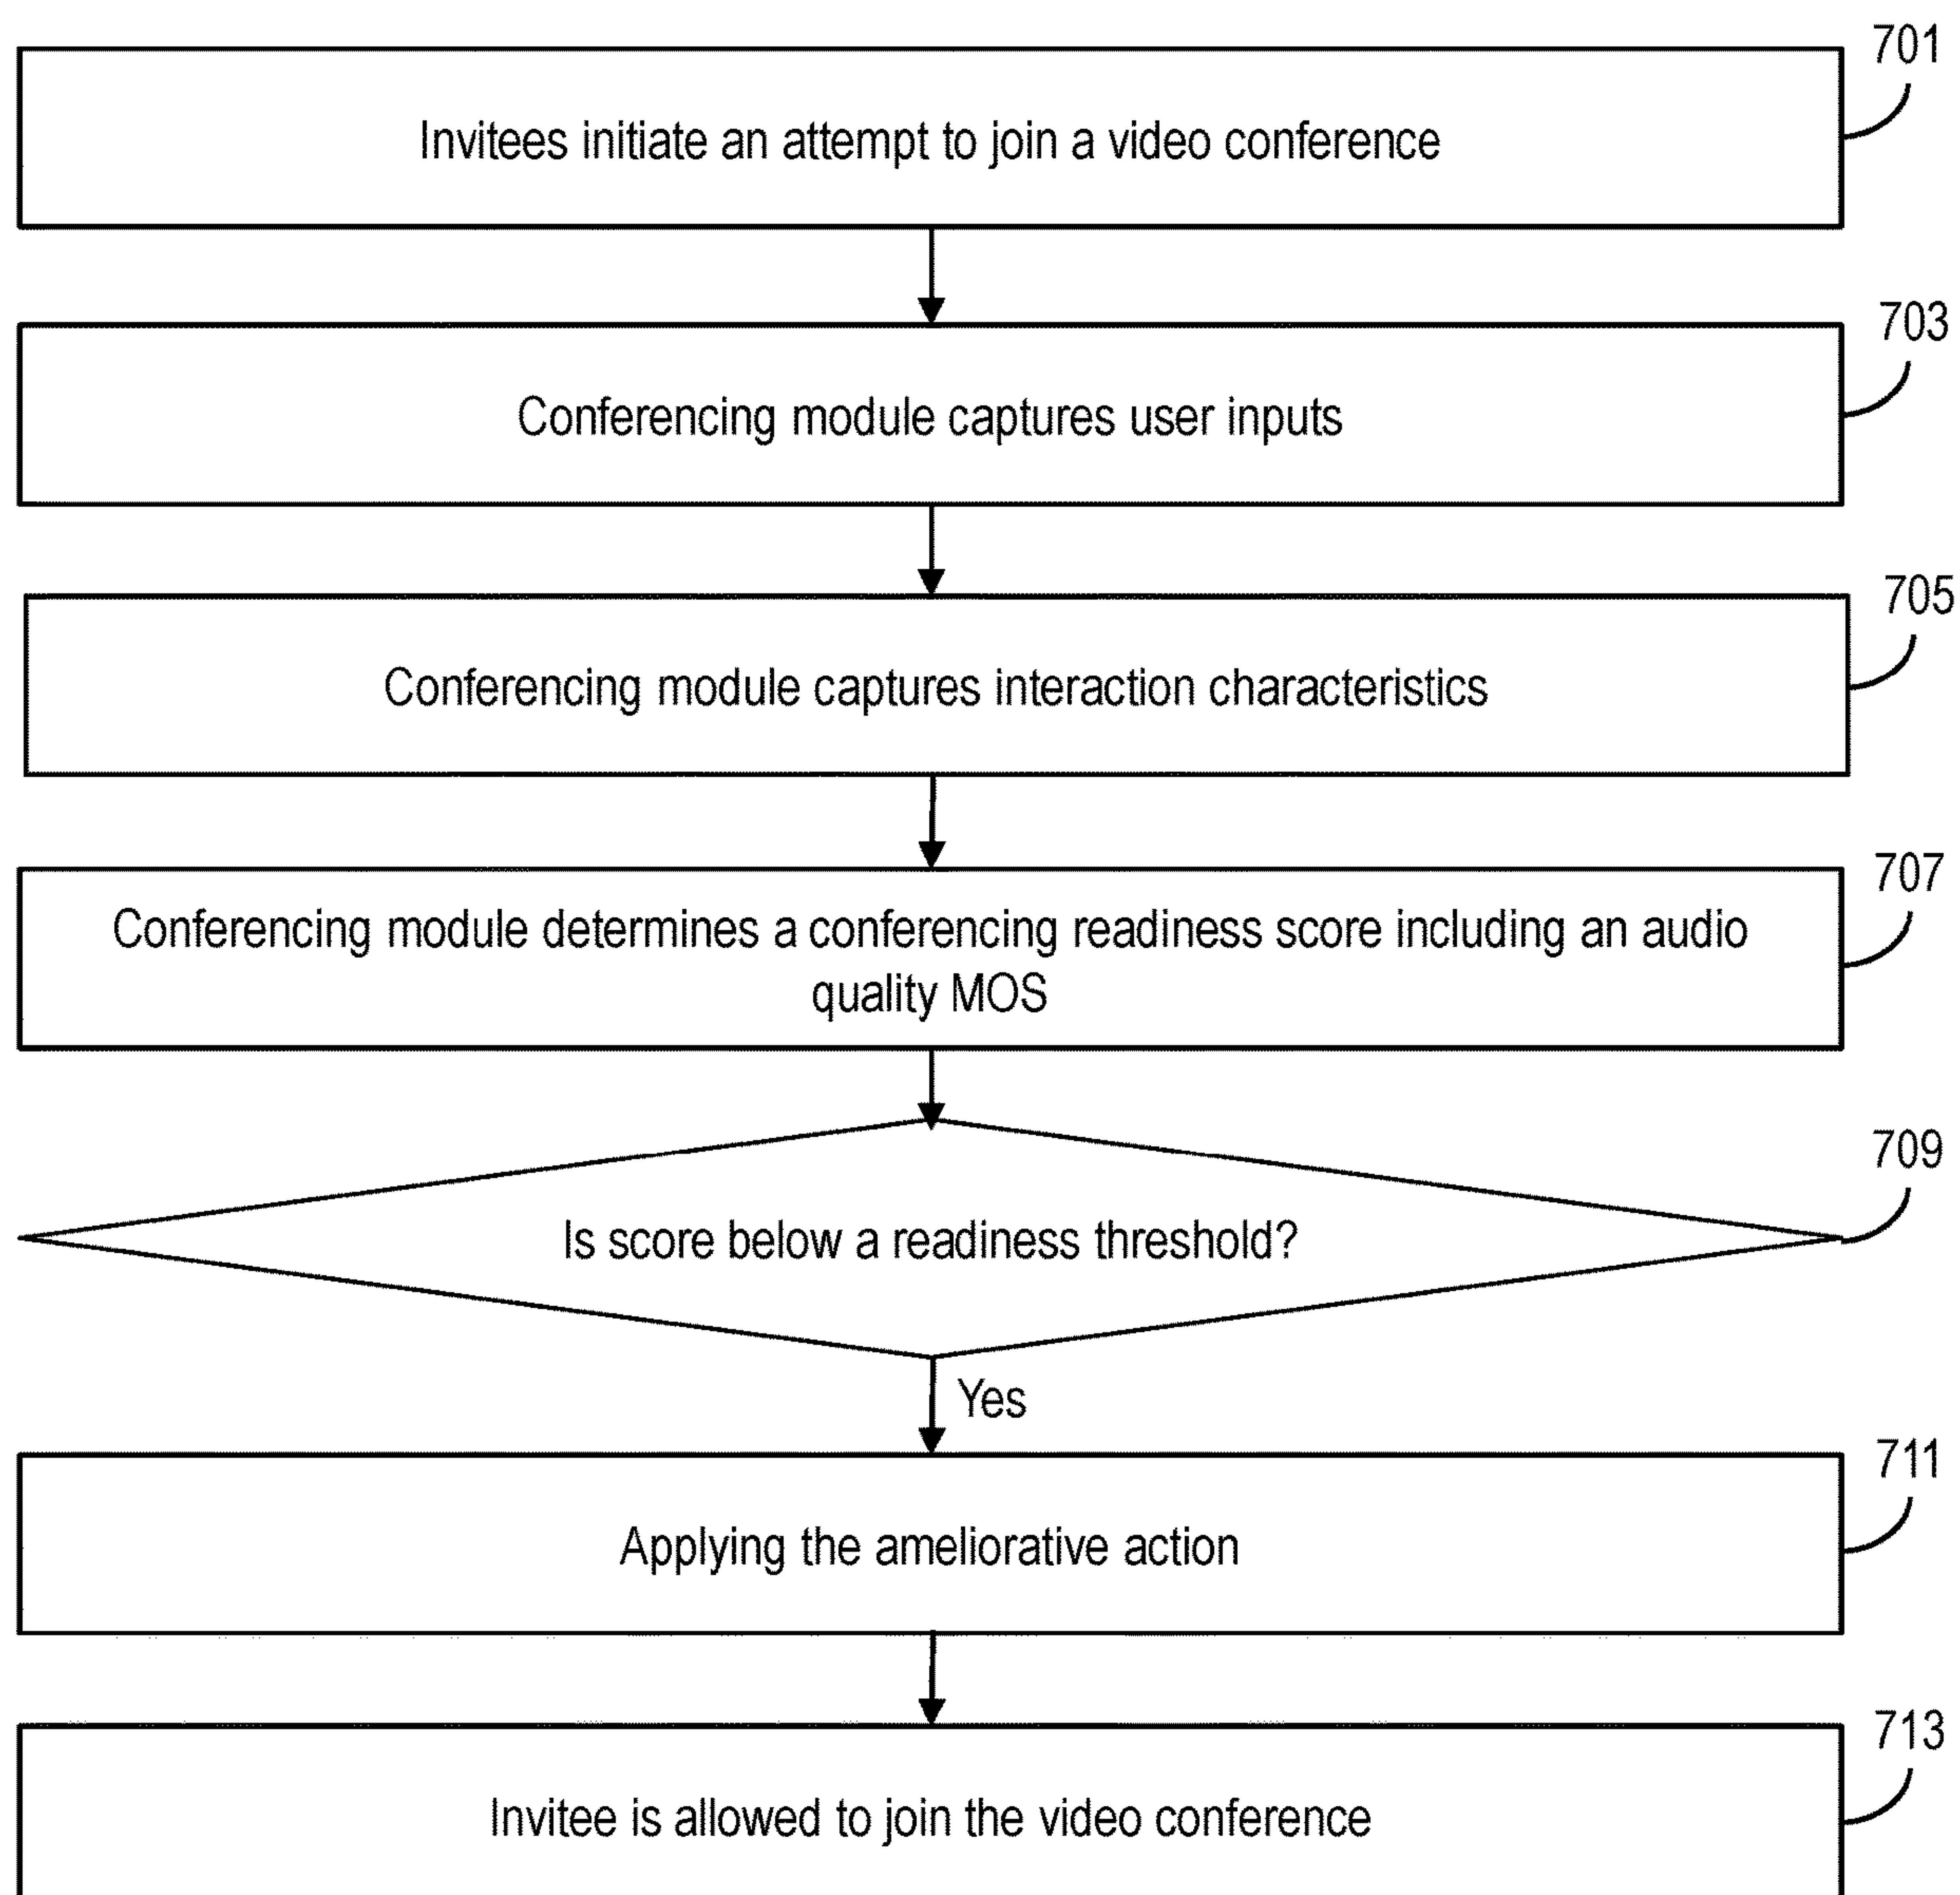 701
Invitees initiate an attempt to join a video conference
703
Conferencing module captures user inputs
705
Conferencing module captures interaction characteristics
707
Conferencing module determines a conferencing readiness score including an audio
quality MOS
709
Is score below a readiness threshold?
Yes
711
Applying the ameliorative action
713
Invitee is allowed to join the video conference